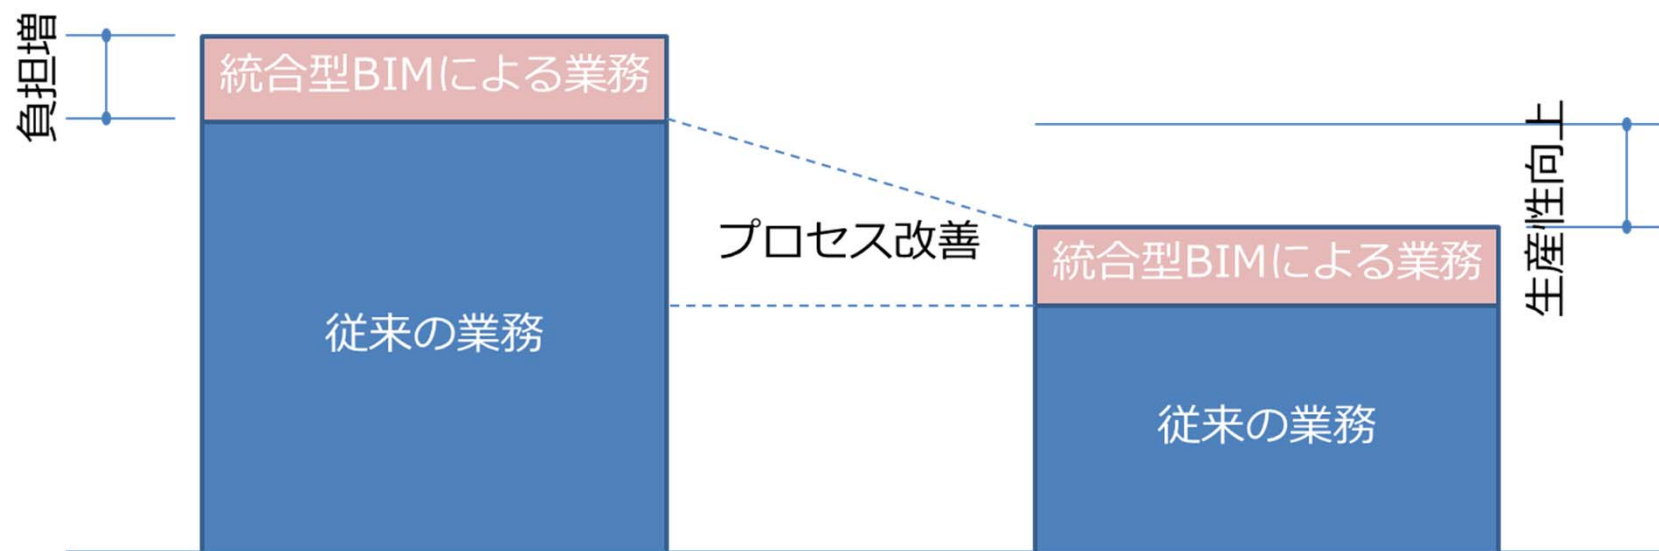 負担増
統合型BIMによる業務
従来の業務
プロセス改善
統合型BIMによる業務
従来の業務
生産性向上